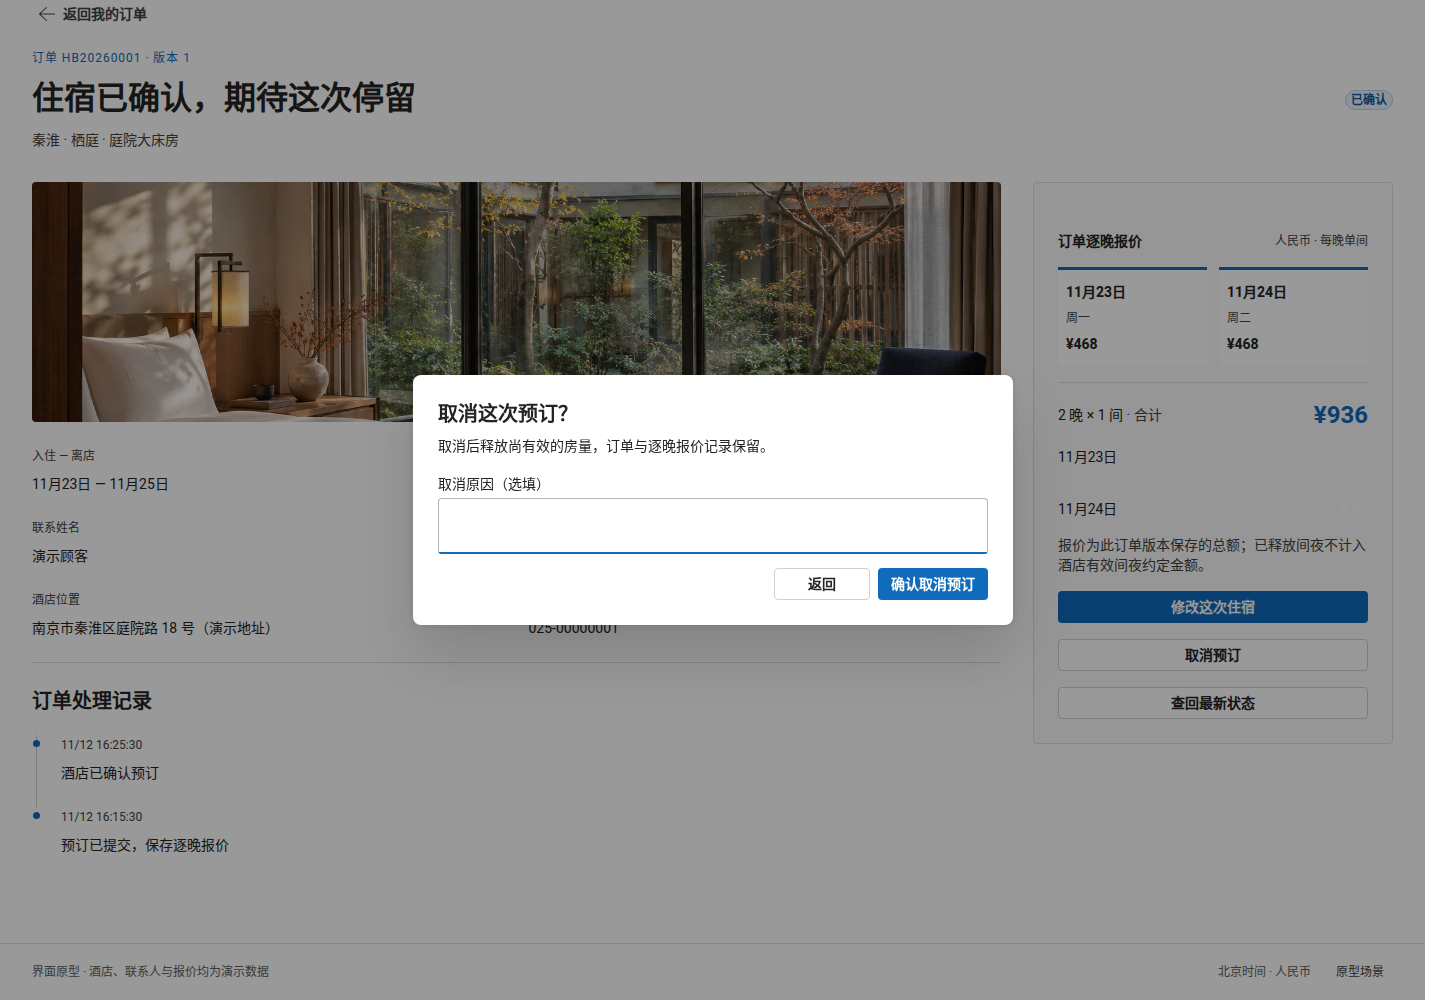 返回我的订单
订单 HB20260001 · 版本 1
住宿已确认，期待这次停留
已确认
秦淮 · 栖庭 · 庭院大床房
订单逐晚报价
人民币 · 每晚单间
11月23日
周一
¥468
11月24日
周二
¥468
2 晚 × 1 间 · 合计
¥936
11月23日
11月24日
报价为此订单版本保存的总额；已释放间夜不计入
酒店有效间夜约定金额。
修改这次住宿
取消预订
查回最新状态
取消这次预订？
取消后释放尚有效的房量，订单与逐晚报价记录保留。
取消原因（选填）
返回
确认取消预订
入住 — 离店
11月23日 — 11月25日
联系姓名
演示顾客
酒店位置
南京市秦淮区庭院路 18 号（演示地址）
025-00000001
订单处理记录
11/12 16:25:30
酒店已确认预订
11/12 16:15:30
预订已提交，保存逐晚报价
界面原型 · 酒店、联系人与报价均为演示数据
北京时间 · 人民币
原型场景